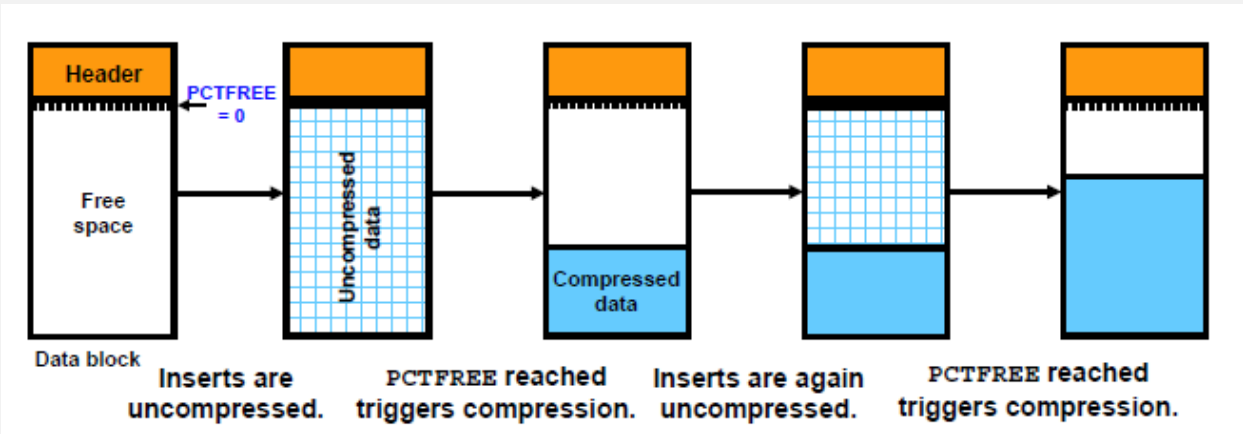 Header
PCTFREE
= 0
Free
space
Uncompressed
data
Compressed
data
Data block
Inserts are
uncompressed.
PCTFREE reached
triggers compression.
Inserts are again
uncompressed.
PCTFREE reached
triggers compression.